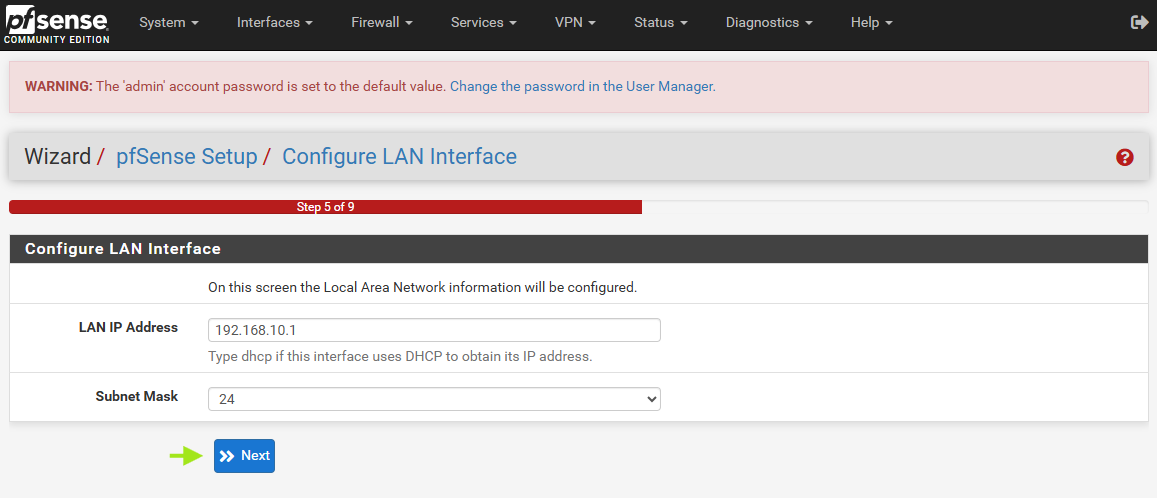 pfsense
COMMUNITY EDITION
System Interfaces Firewall Services VPN Status Diagnostics Help
WARNING: The 'admin' account password is set to the default value. Change the password in the User Manager.
Wizard / pfSense Setup / Configure LAN Interface
Step 5 of 9
Configure LAN Interface
On this screen the Local Area Network information will be configured.
LAN IP Address 192.168.10.1
Type dhcp if this interface uses DHCP to obtain its IP address.
Subnet Mask 24
Next